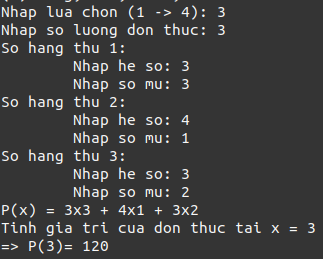 Nhap lua chon (1 -> 4): 3
Nhap so luong don thuc: 3
So hang thu 1:
Nhap he so: 3
Nhap so mu: 3
So hang thu 2:
Nhap he so: 4
Nhap so mu: 1
So hang thu 3:
Nhap he so: 3
Nhap so mu: 2
P(x) = 3x3 + 4x1 + 3x2
Tinh gia tri cua don thuc tai x = 3
=> P(3)= 120